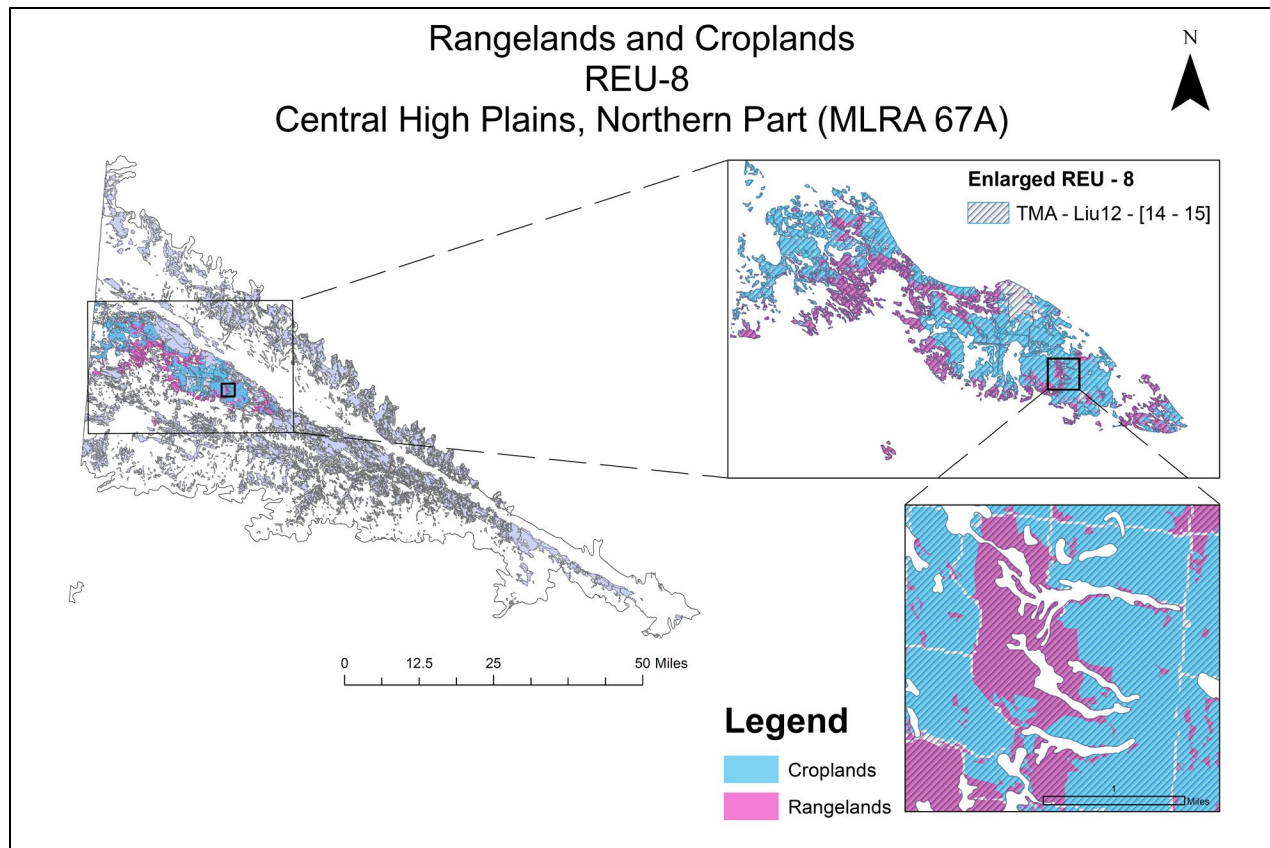 Rangelands and Croplands
REU-8
Central High Plains, Northern Part (MLRA 67A)
N
Enlarged REU - 8
TMA - Liu12 - [14 - 15]
0 12.5 25 50 Miles
Legend
Croplands
Rangelands
1
Miles